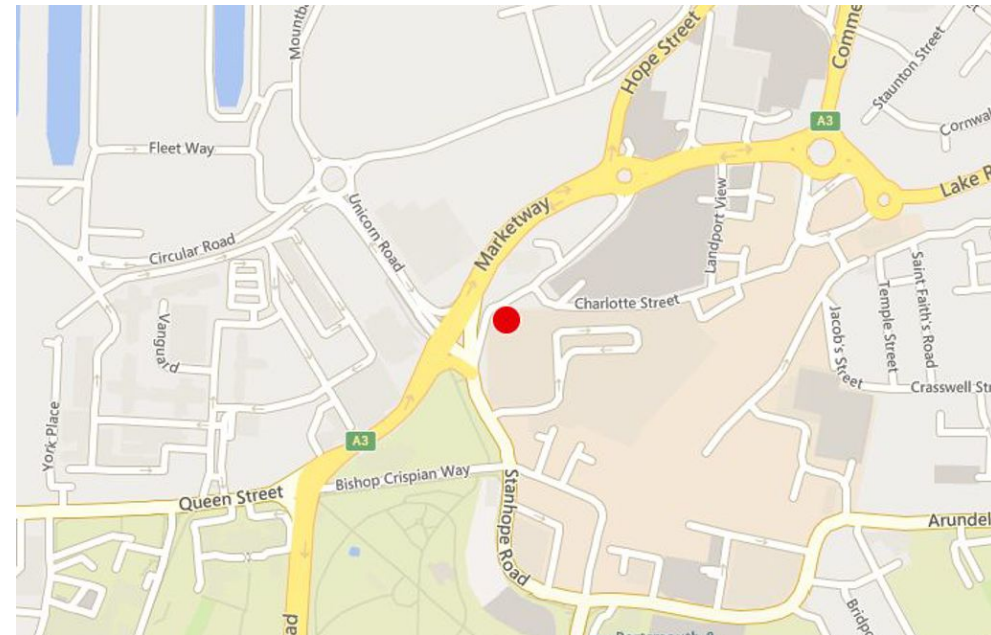 Mountb
Hope Street
Comme
Staunton Street
A3
Cornwal
Fleet Way
Lake R
Unicorn Road
Marketway
Landport View
Circular Road
Saint Faith's Road
Temple Street
Charlotte Street
Jacob's Street
Vanguard
Crasswell Str
York Place
A3
Bishop Crispian Way
Queen Street
Stanhope Road
Arundel
Bridpo
oad